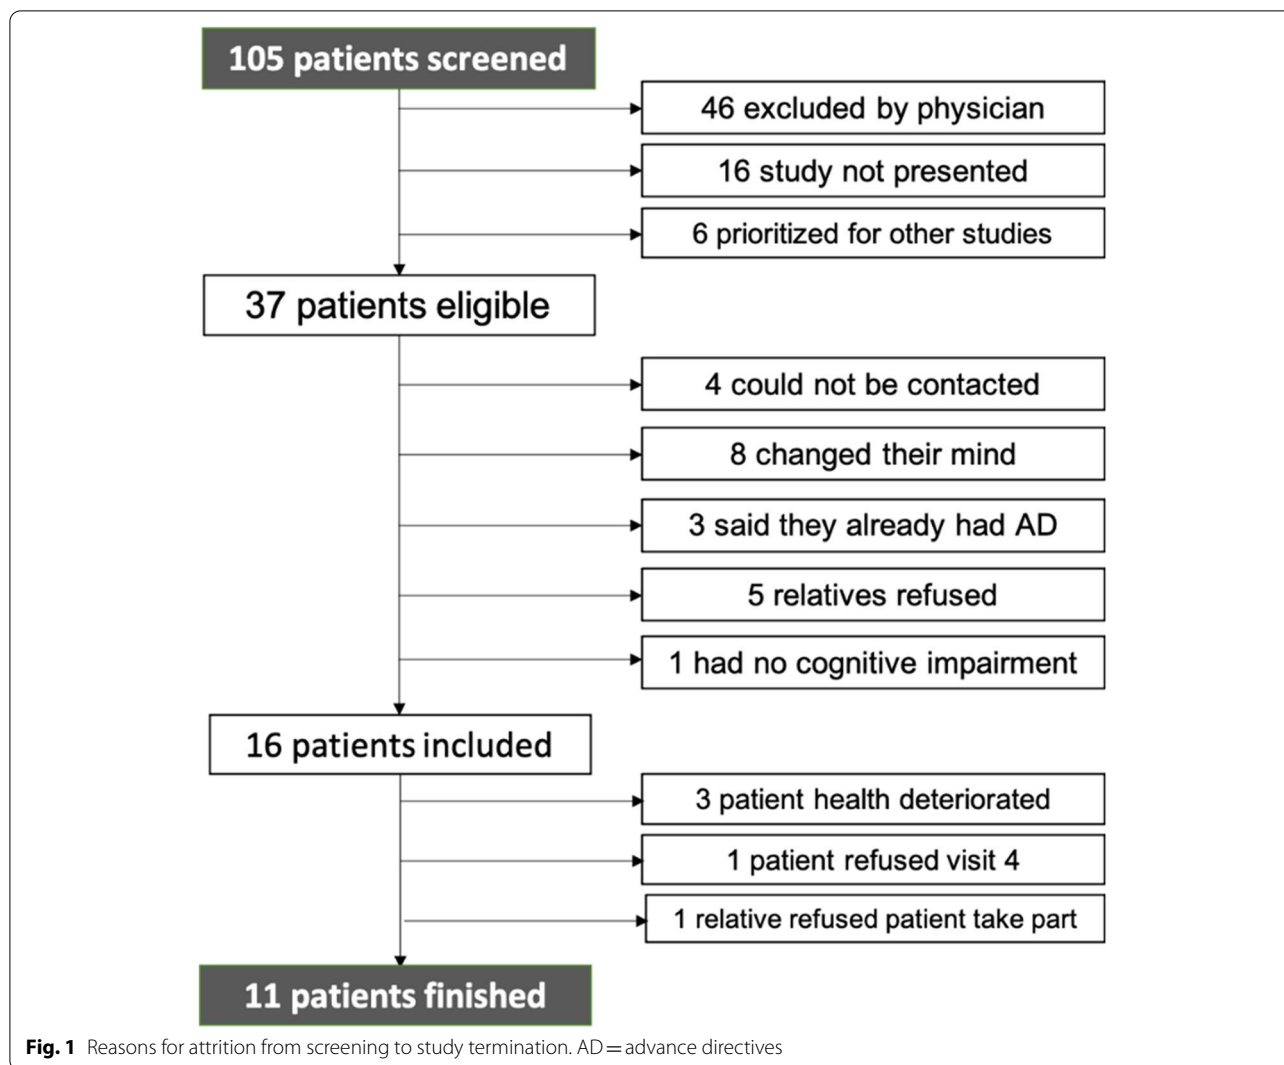 105 patients screened
46 excluded by physician
16 study not presented
6 prioritized for other studies
37 patients eligible
4 could not be contacted
8 changed their mind
3 said they already had AD
5 relatives refused
1 had no cognitive impairment
16 patients included
3 patient health deteriorated
1 patient refused visit 4
1 relative refused patient take part
11 patients finished
Fig. 1 Reasons for attrition from screening to study termination. AD = advance directives